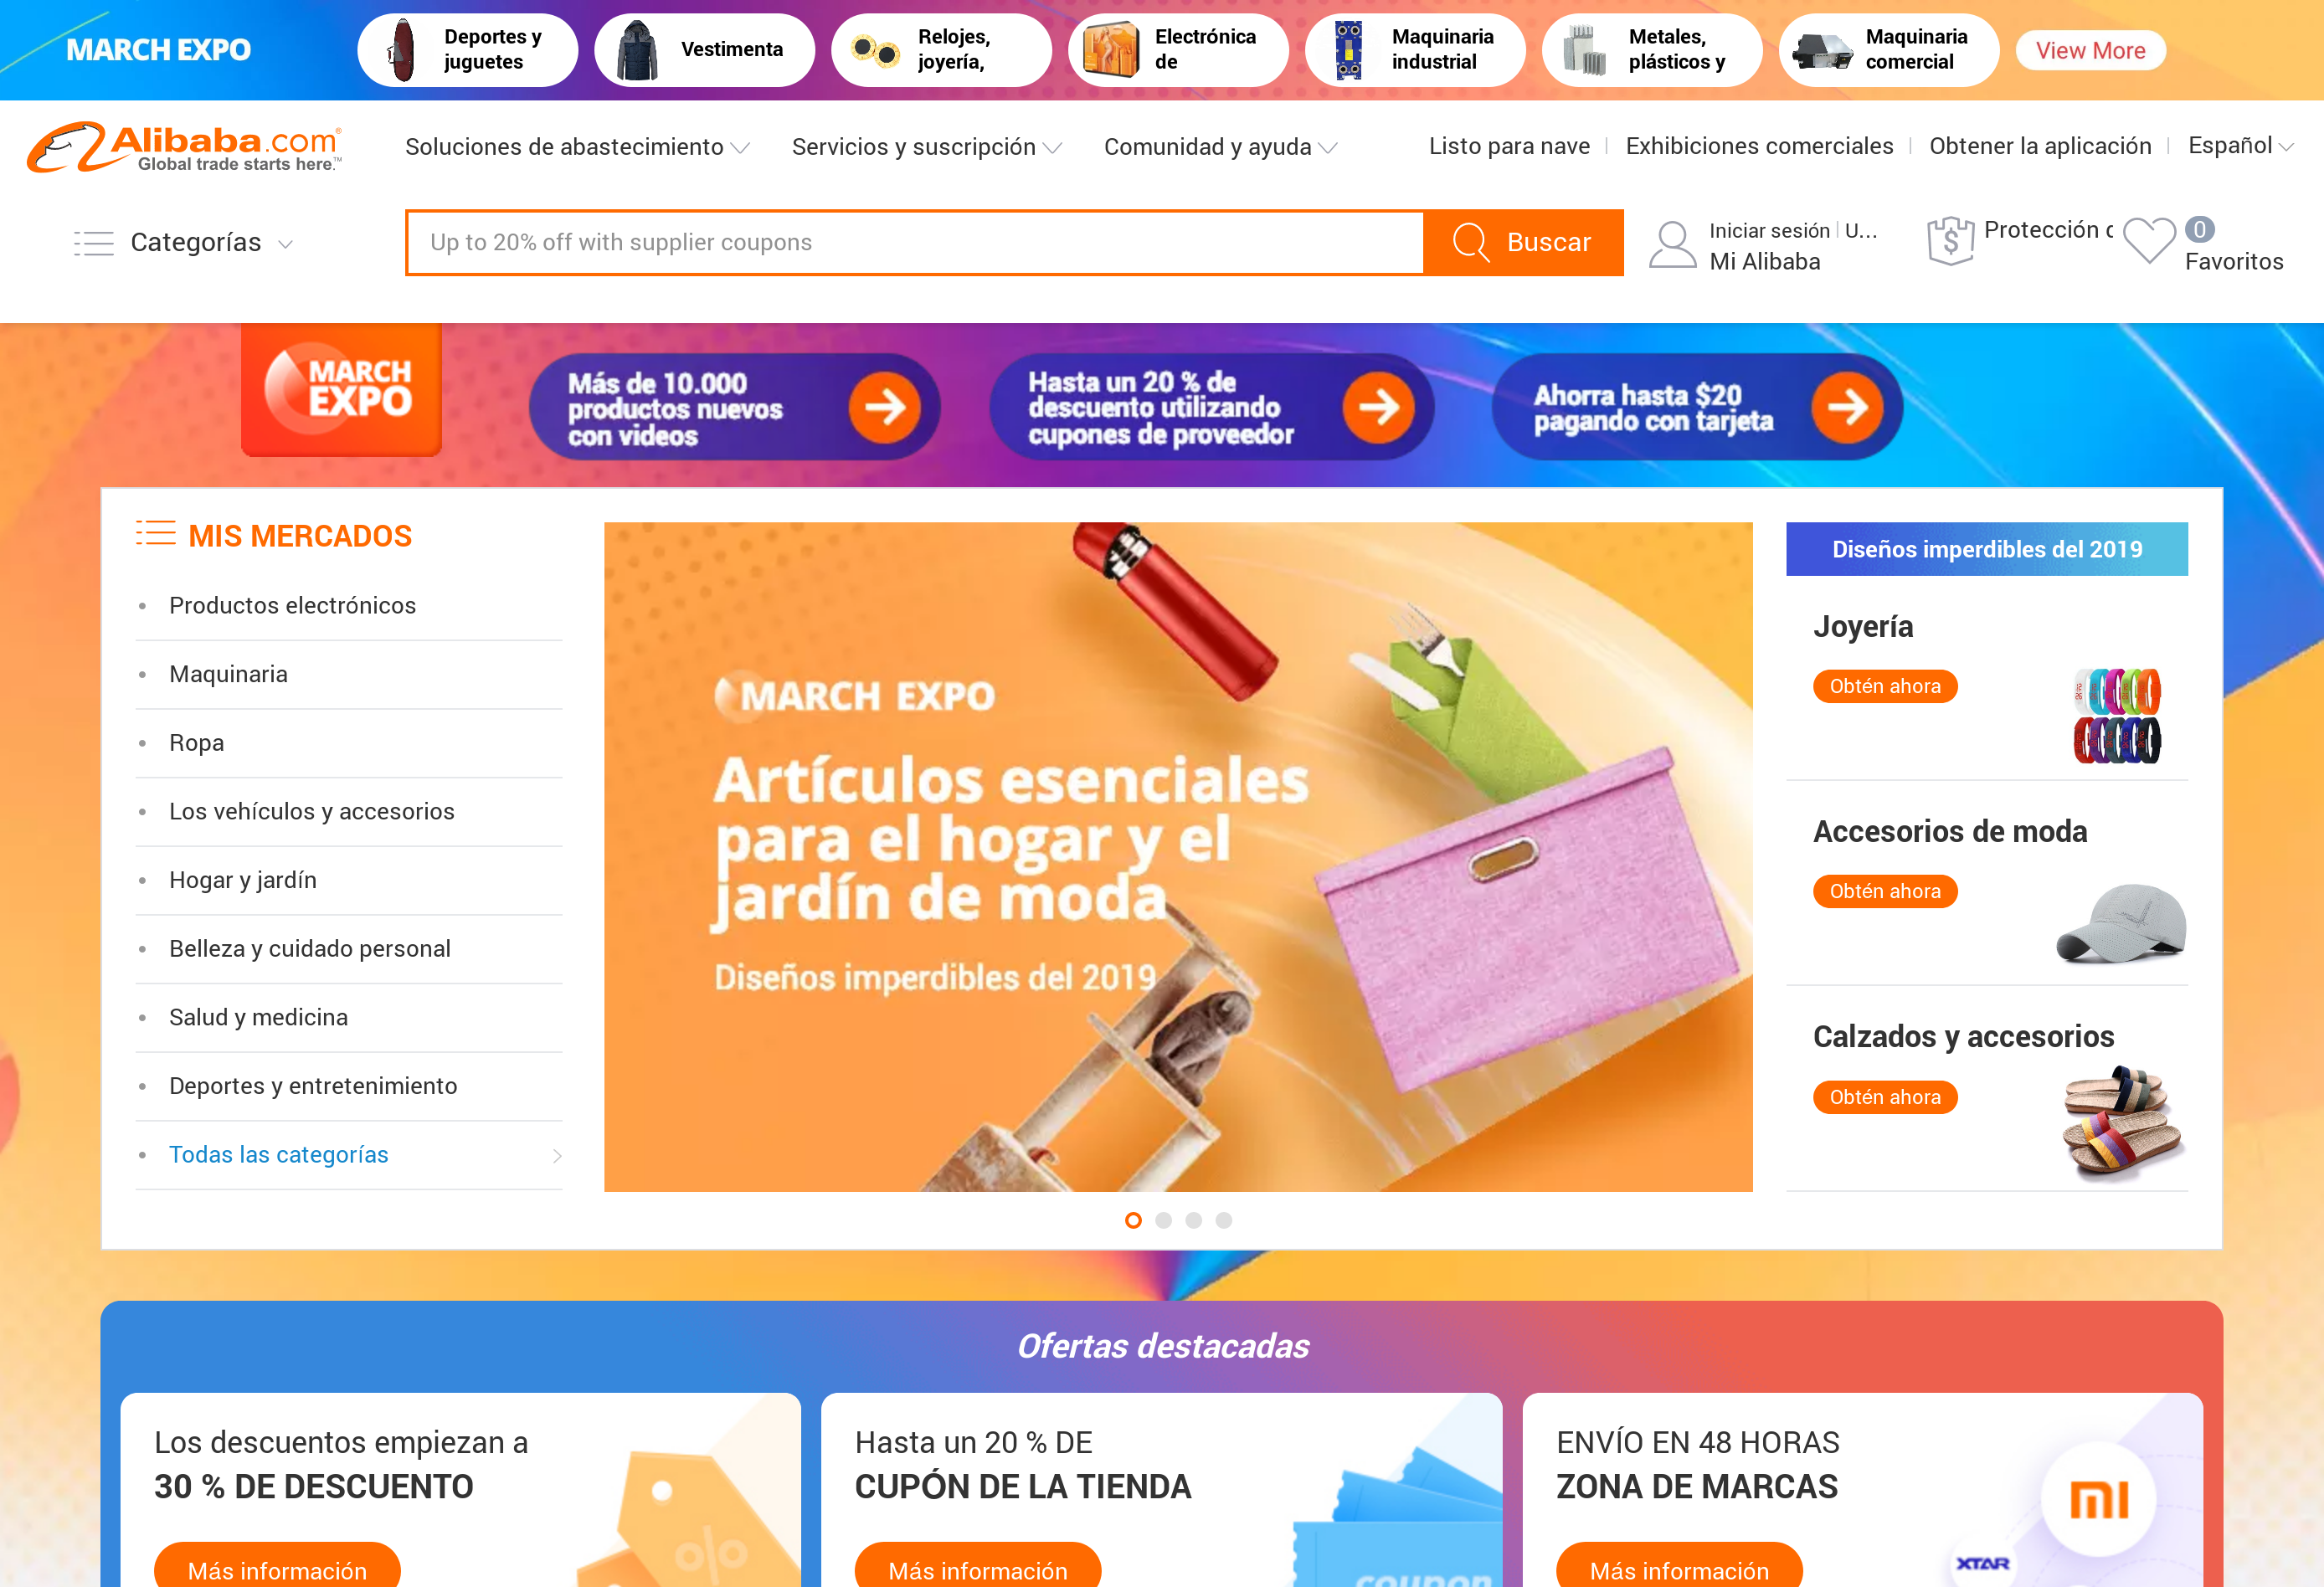 MARCH EXPO
Deportes y
juguetes
Vestimenta
Relojes,
joyería,
Electrónica
de
Maquinaria
industrial
Metales,
plásticos y
Maquinaria
comercial
View More
Alibaba.com®
Global trade starts here.™
Soluciones de abastecimiento
Servicios y suscripción
Comunidad y ayuda
Listo para nave
Exhibiciones comerciales
Obtener la aplicación
Español
Categorías
Up to 20% off with supplier coupons
Buscar
Iniciar sesión
U...
Mi Alibaba
$
Protección
0
Favoritos
MARCH
EXPO
Más de 10.000
productos nuevos
con videos
Hasta un 20 % de
descuento utilizando
cupones de proveedor
Ahorra hasta $20
pagando con tarjeta
MIS MERCADOS
Productos electrónicos
Maquinaria
Ropa
Los vehículos y accesorios
Hogar y jardín
Belleza y cuidado personal
Salud y medicina
Deportes y entretenimiento
Todas las categorías
MARCH EXPO
Artículos esenciales
para el hogar y el
jardín de moda
Diseños imperdibles del 2019
Diseños imperdibles del 2019
Joyería
Obtén ahora
Accesorios de moda
Obtén ahora
Calzados y accesorios
Obtén ahora
Ofertas destacadas
Los descuentos empiezan a
30 % DE DESCUENTO
Más información
%
Hasta un 20 % DE
CUPÓN DE LA TIENDA
Más información
coupon
ENVÍO EN 48 HORAS
ZONA DE MARCAS
Más información
mi
XTAR